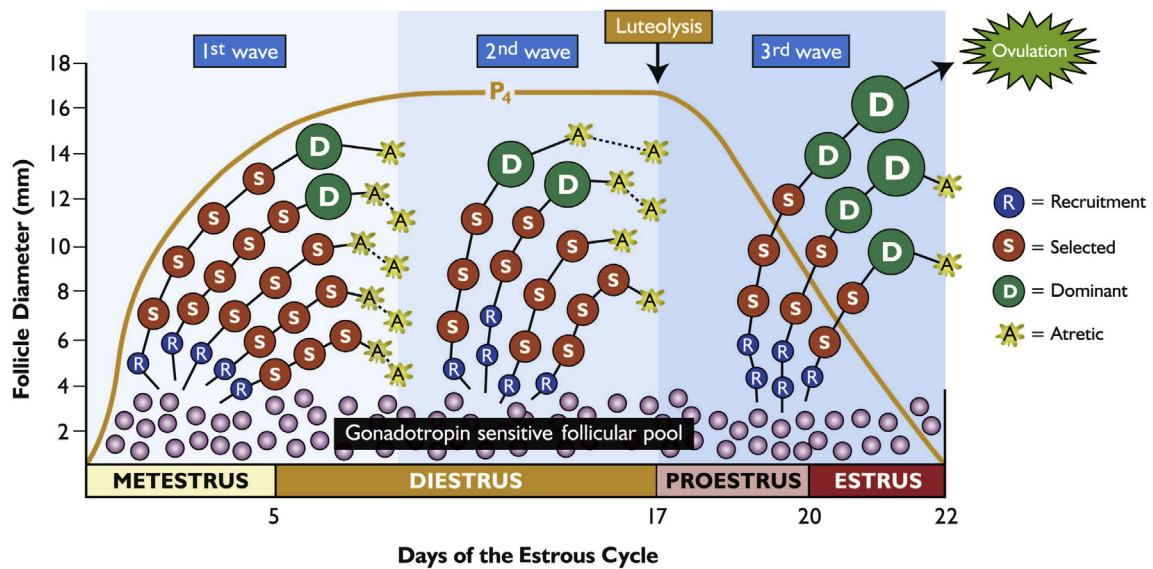 1st wave
2nd wave
Luteolysis
3rd wave
Ovulation
Follicle Diameter (mm)
18
16
14
12
10
8
6
4
2
P4
D
A
S
D
A
A
S
S
S
S
S
A
A
S
S
S
S
A
A
S
S
S
S
A
A
S
S
S
R
R
R
R
R
A
D
A
D
A
A
S
S
S
A
S
S
S
S
A
S
S
S
S
R
R
R
R
R
D
D
D
A
S
D
S
S
D
A
S
S
S
S
R
R
R
R
R
R
Gonadotropin sensitive follicular pool
R = Recruitment
S = Selected
D = Dominant
A = Atretic
METESTRUS
DIESTRUS
PROESTRUS
ESTRUS
5
17
20
22
Days of the Estrous Cycle